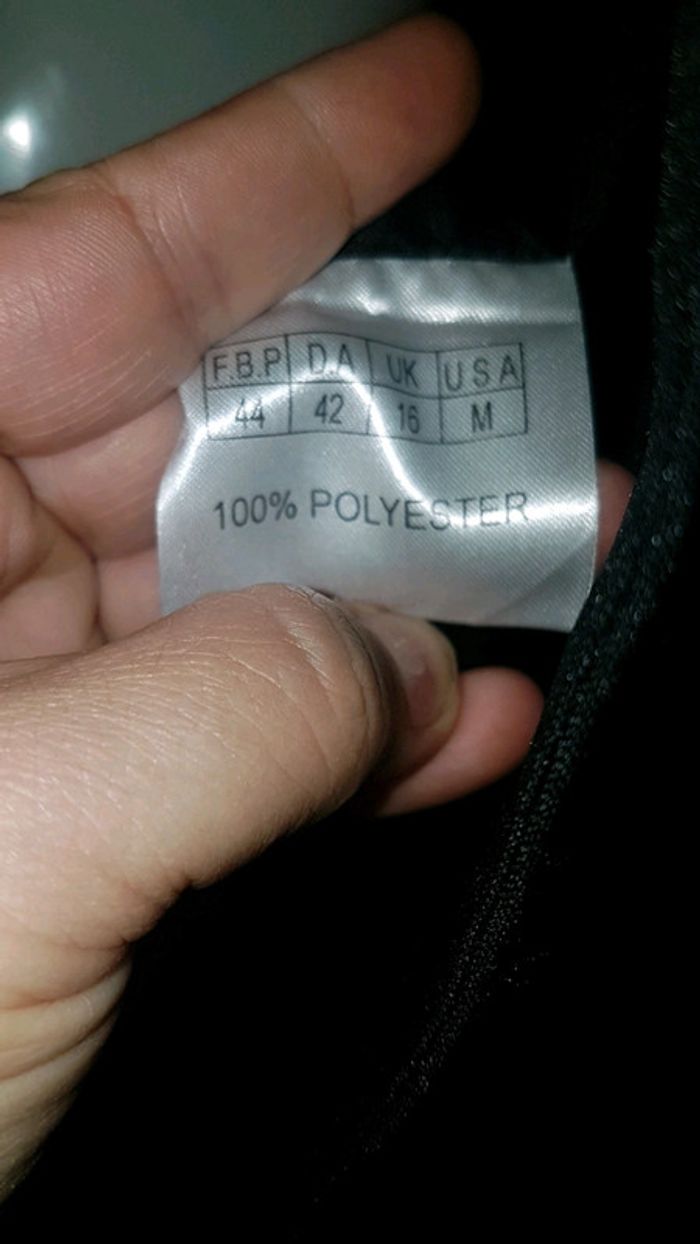 F.B.P D.A UK USA
44 42 16 M
100% POLYESTER